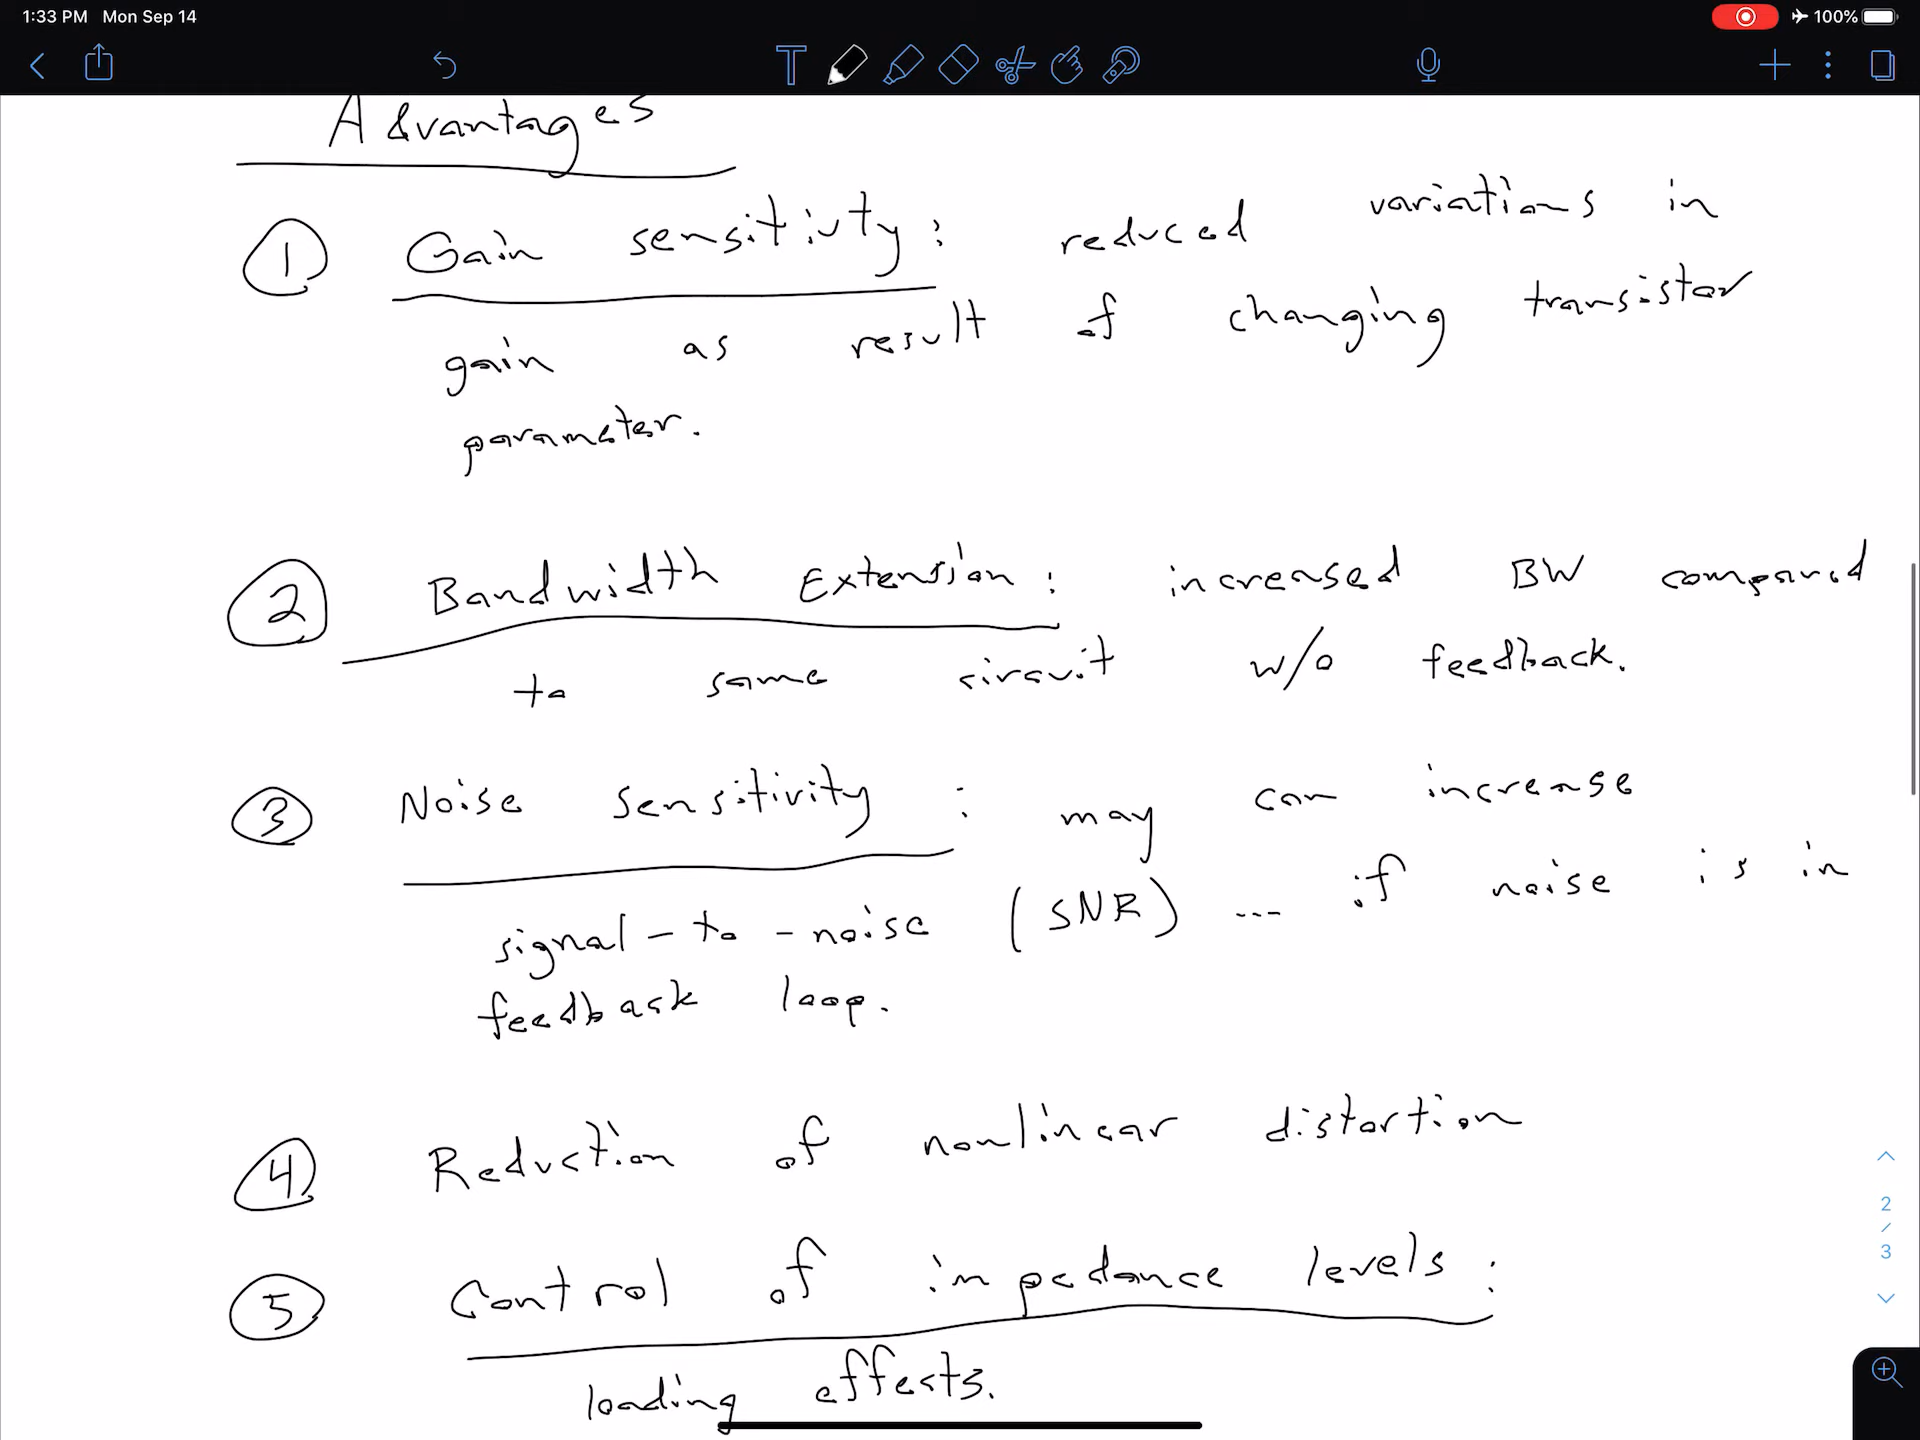 1:33 PM Mon Sep 14
100%
T
Advantages
① Gain sensitivty : reduced variations in
gain as result of changing transistor
parameter.
② Bandwidth Extension : increased BW compared
to same circuit w/o feedback.
③ Noise sensitivity : may can increase
signal-to-noise (SNR) --- if noise is in
feedback loop.
④ Reduction of nonlinear distortion
⑤ Control of impedance levels :
loading effects.
2
/
3